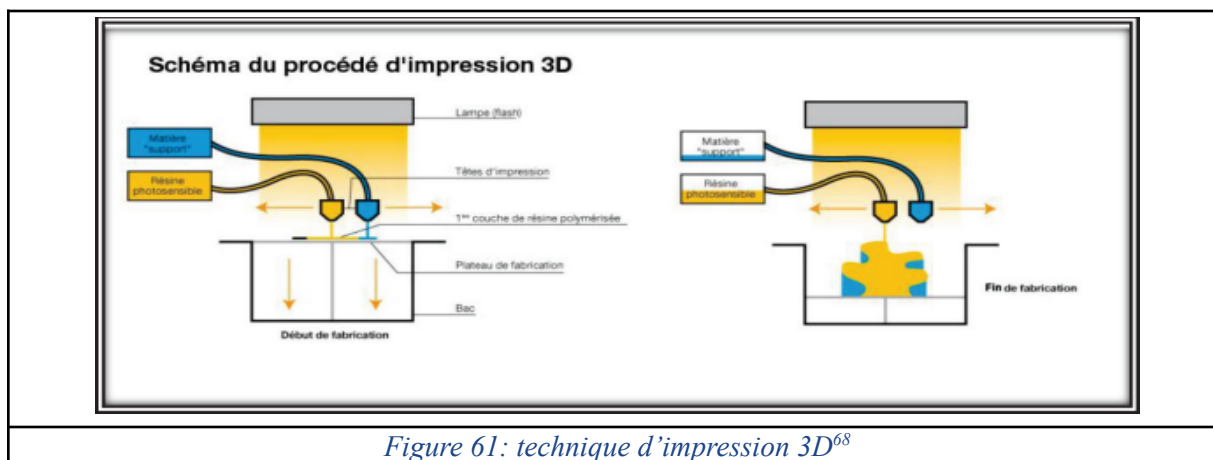 Schéma du procédé d'impression 3D
Lampe (flash)
Matière
"support"
Résine
photosensible
Têtes d'impression
1ère couche de résine polymérisée
Plateau de fabrication
Bac
Début de fabrication
Matière
"support"
Résine
photosensible
Fin de fabrication
Figure 61: technique d’impression 3D68